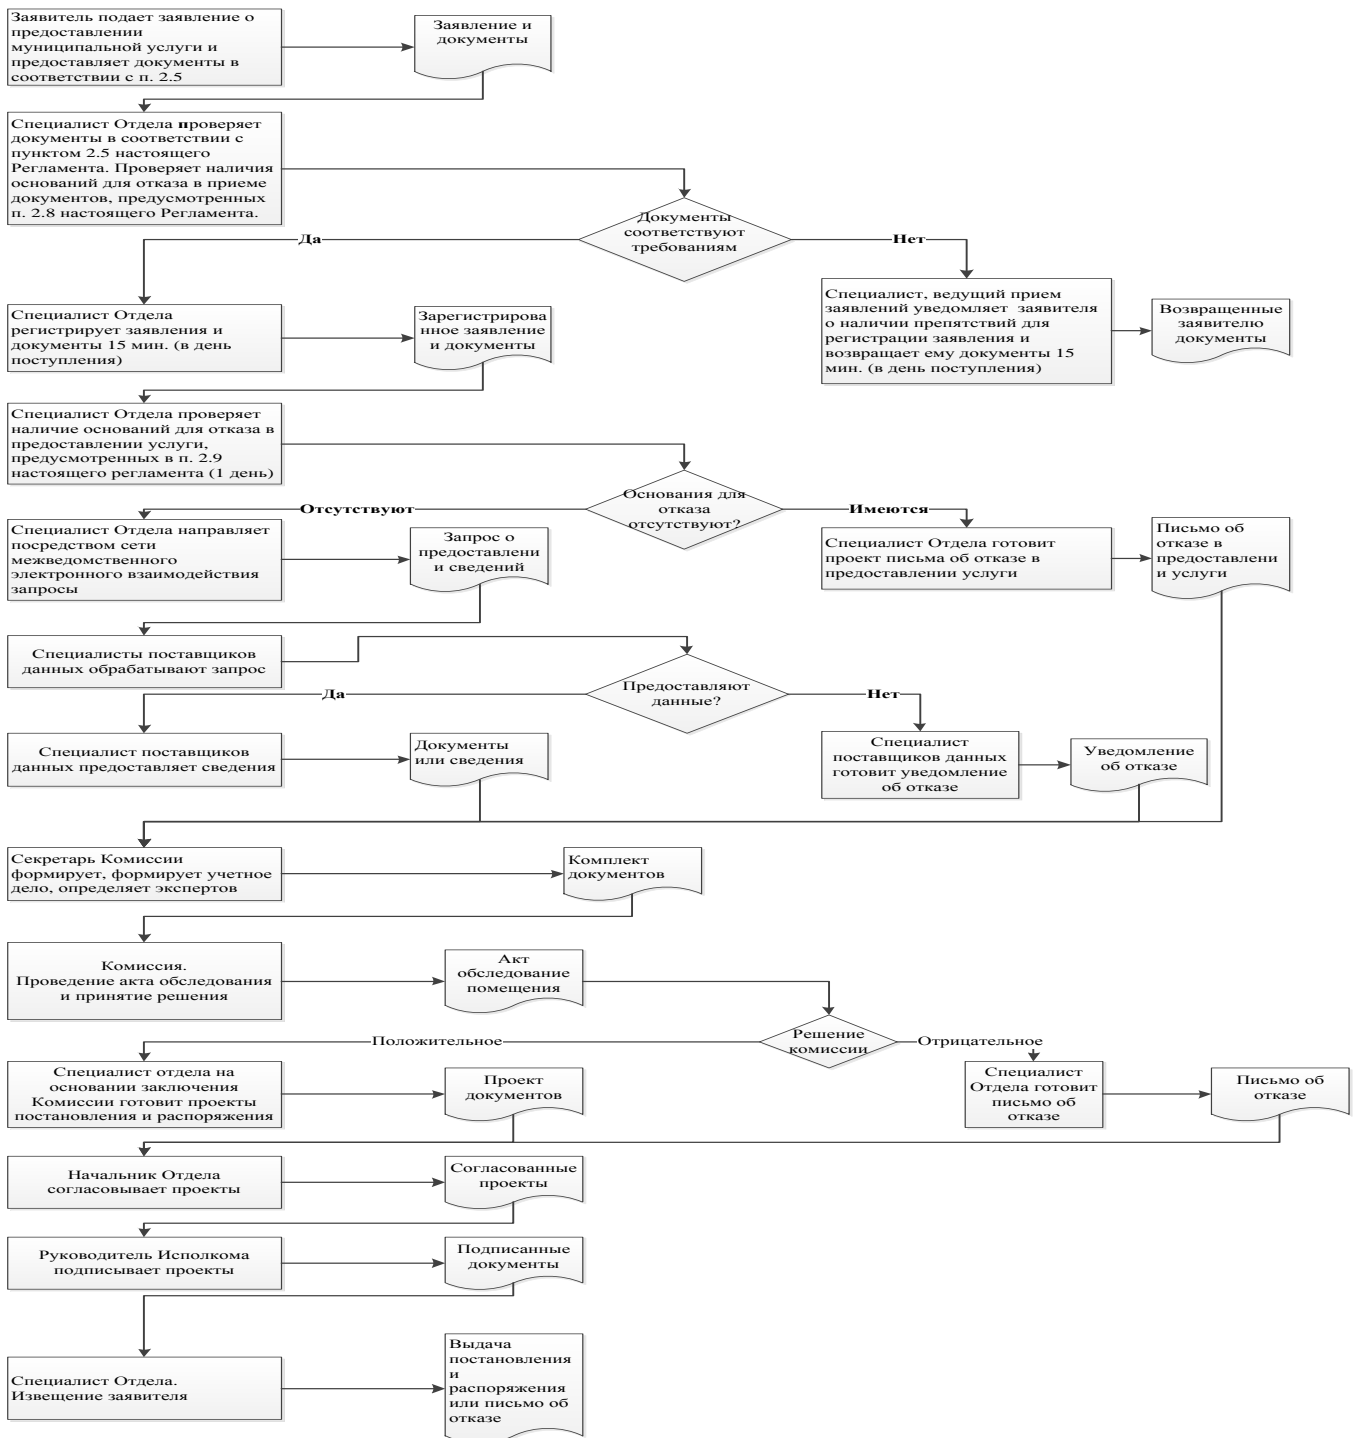 Заявитель подает заявление о
предоставлении
муниципальной услуги и
предоставляет документы в
соответствии с п. 2.5
Заявление и
документы
Специалист Отдела проверяет
документы в соответствии с
пунктом 2.5 настоящего
Регламента. Проверяет наличия
оснований для отказа в приеме
документов, предусмотренных
п. 2.8 настоящего Регламента.
Документы
соответствуют
требованиям
Да
Нет
Специалист Отдела
регистрирует заявления и
документы 15 мин. (в день
поступления)
Зарегистрирова
нное заявление
и документы
Специалист, ведущий прием
заявлений уведомляет заявителя
о наличии препятствий для
регистрации заявления и
возвращает ему документы 15
мин. (в день поступления)
Возвращенные
заявителю
документы
Специалист Отдела проверяет
наличие оснований для отказа в
предоставлении услуги,
предусмотренных в п. 2.9
настоящего регламента (1 день)
Основания для
отказа
отсутствуют?
Отсутствуют
Имеются
Специалист Отдела направляет
посредством сети
межведомственного
электронного взаимодействия
запросы
Запрос о
предоставлени
и сведений
Специалист Отдела готовит
проект письма об отказе в
предоставлении услуги
Письмо об
отказе в
предоставлени
и услуги
Специалисты поставщиков
данных обрабатывают запрос
Предоставляют
данные?
Да
Нет
Специалист поставщиков
данных предоставляет сведения
Документы
или сведения
Специалист
поставщиков данных
готовит уведомление
об отказе
Уведомление
об отказе
Секретарь Комиссии
формирует, формирует учетное
дело, определяет экспертов
Комплект
документов
Комиссия.
Проведение акта обследования
и принятие решения
Акт
обследование
помещения
Решение
комиссии
Положительное
Отрицательное
Специалист отдела на
основании заключения
Комиссии готовит проекты
постановления и распоряжения
Проект
документов
Специалист
Отдела готовит
письмо об
отказе
Письмо об
отказе
Начальник Отдела
согласовывает проекты
Согласованные
проекты
Руководитель Исполкома
подписывает проекты
Подписанные
документы
Специалист Отдела.
Извещение заявителя
Выдача
постановления
и
распоряжения
или письмо об
отказе